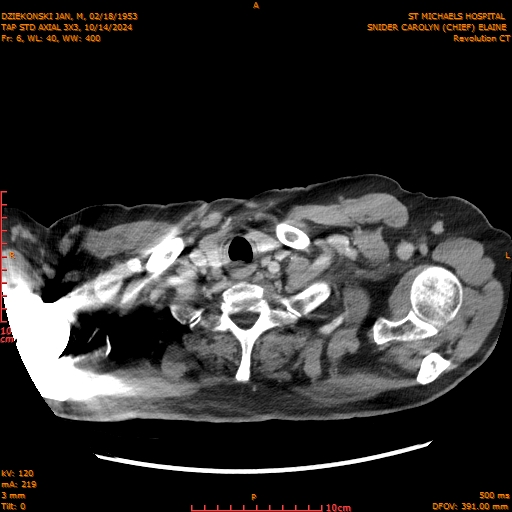 DZIEKONSKI JAN, M, 02/18/1953
TAP STD AXIAL 3X3, 10/14/2024
Fr: 6, WL: 40, WW: 400
A
ST MICHAELS HOSPITAL
SNIDER CAROLYN (CHIEF) ELAINE
Revolution CT
R
L
10
cm
kV: 120
mA: 219
3 mm
Tilt: 0
P
10cm
500 ms
DFOV: 391.00 mm